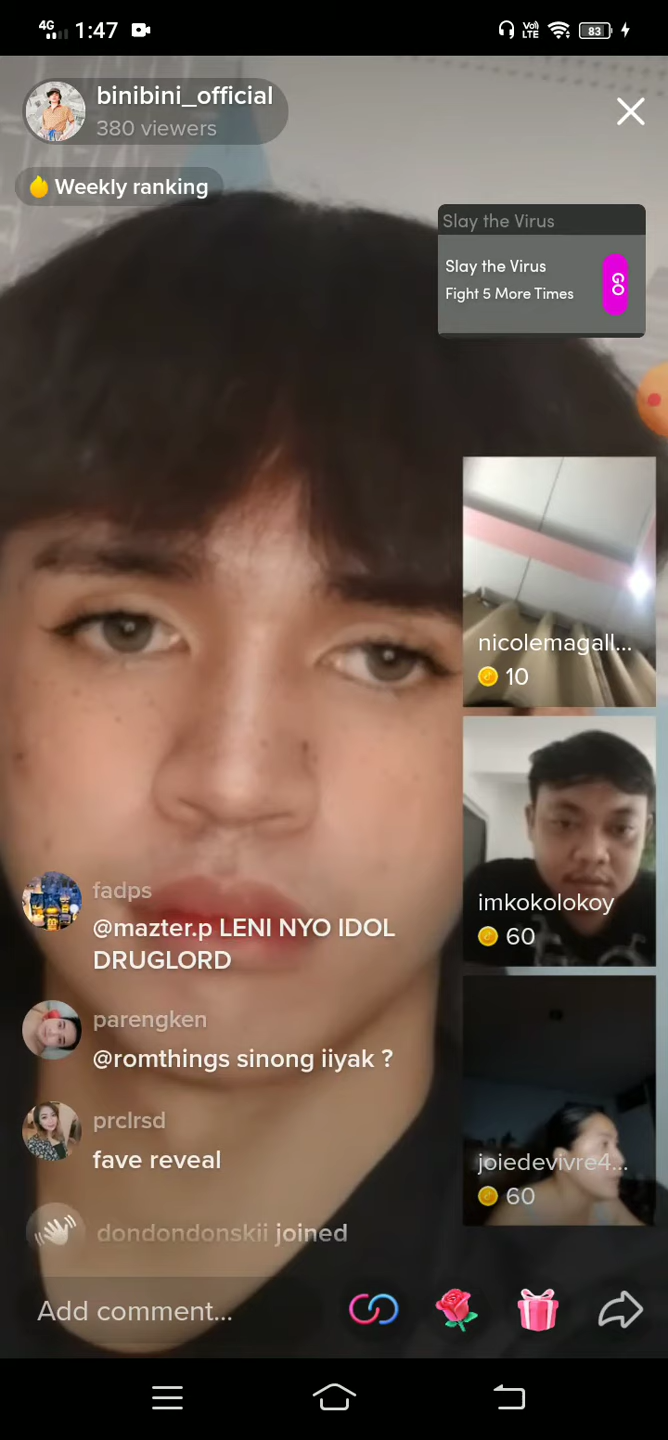 4G 1:47 Vo) LTE 83
binibini_official
380 viewers
Weekly ranking
Slay the Virus
Slay the Virus
Fight 5 More Times
GO
nicolemagall...
10
imkokolokoy
60
fadps
@mazter.p LENI NYO IDOL
DRUGLORD
parengken
@romthings sinong iiyak ?
prclrsd
fave reveal
joiedevivre4...
60
dondondonskii joined
Add comment...